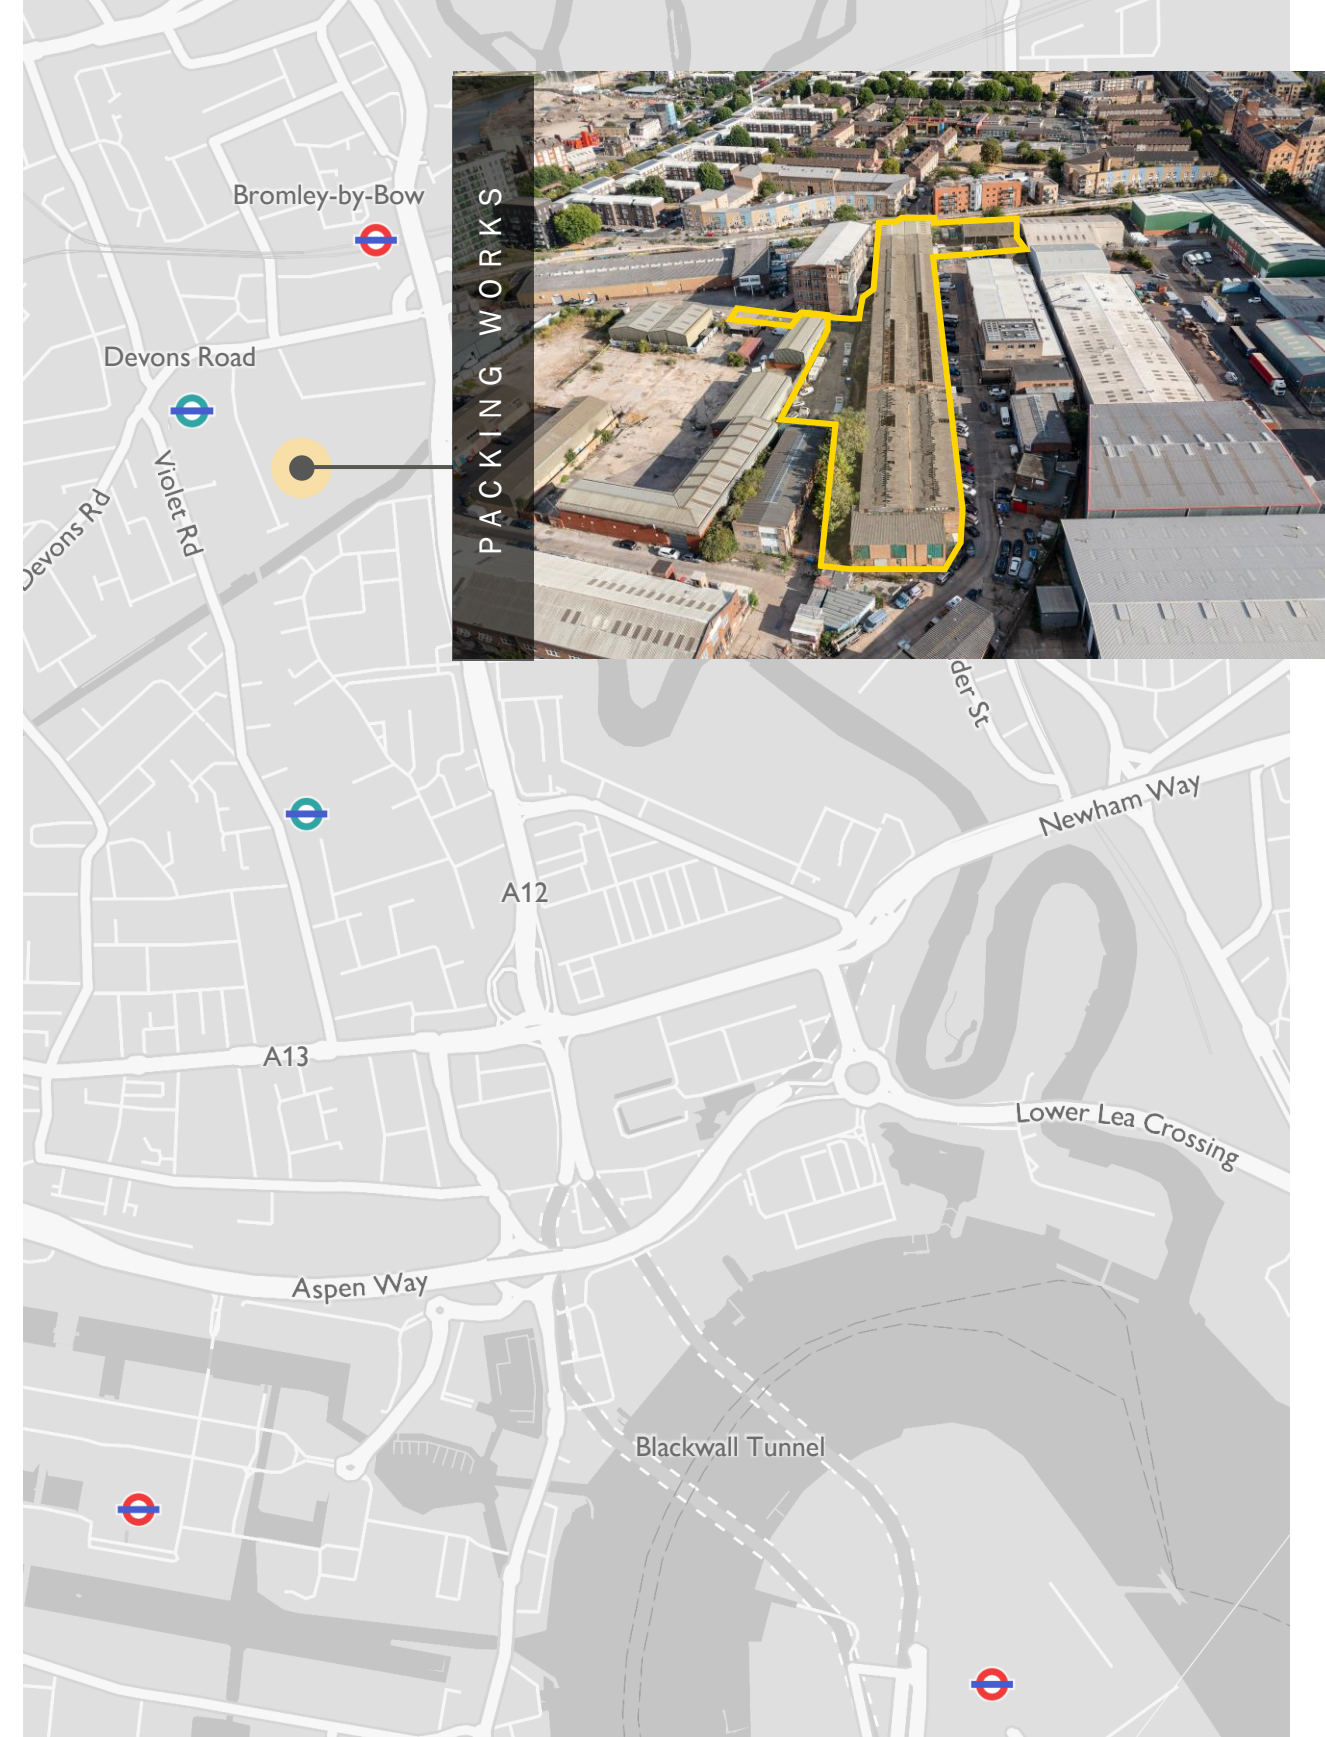 Bromley-by-Bow
PACKING WORKS
Devons Road
Violet Rd
Devons Rd
der St
Newham Way
A12
A13
Lower Lea Crossing
Aspen Way
Blackwall Tunnel